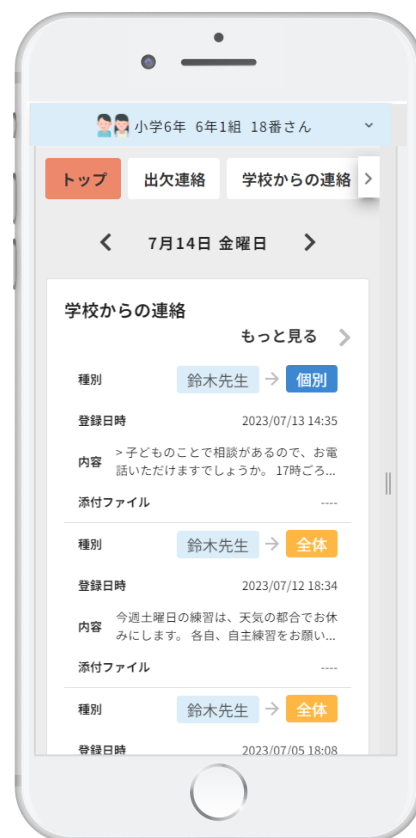 小学6年 6年1組 18番さん
トップ 出欠連絡 学校からの連絡
7月14日 金曜日
学校からの連絡
もっと見る
種別 鈴木先生 → 個別
登録日時 2023/07/13 14:35
内容 > 子どものことで相談があるので、お電
話いただけますでしょうか。 17時ごろ...
添付ファイル ----
種別 鈴木先生 → 全体
登録日時 2023/07/12 18:34
内容 今週土曜日の練習は、天気の都合でお休
みにします。 各自、自主練習をお願い...
添付ファイル ----
種別 鈴木先生 → 全体
登録日時 2023/07/05 18:08